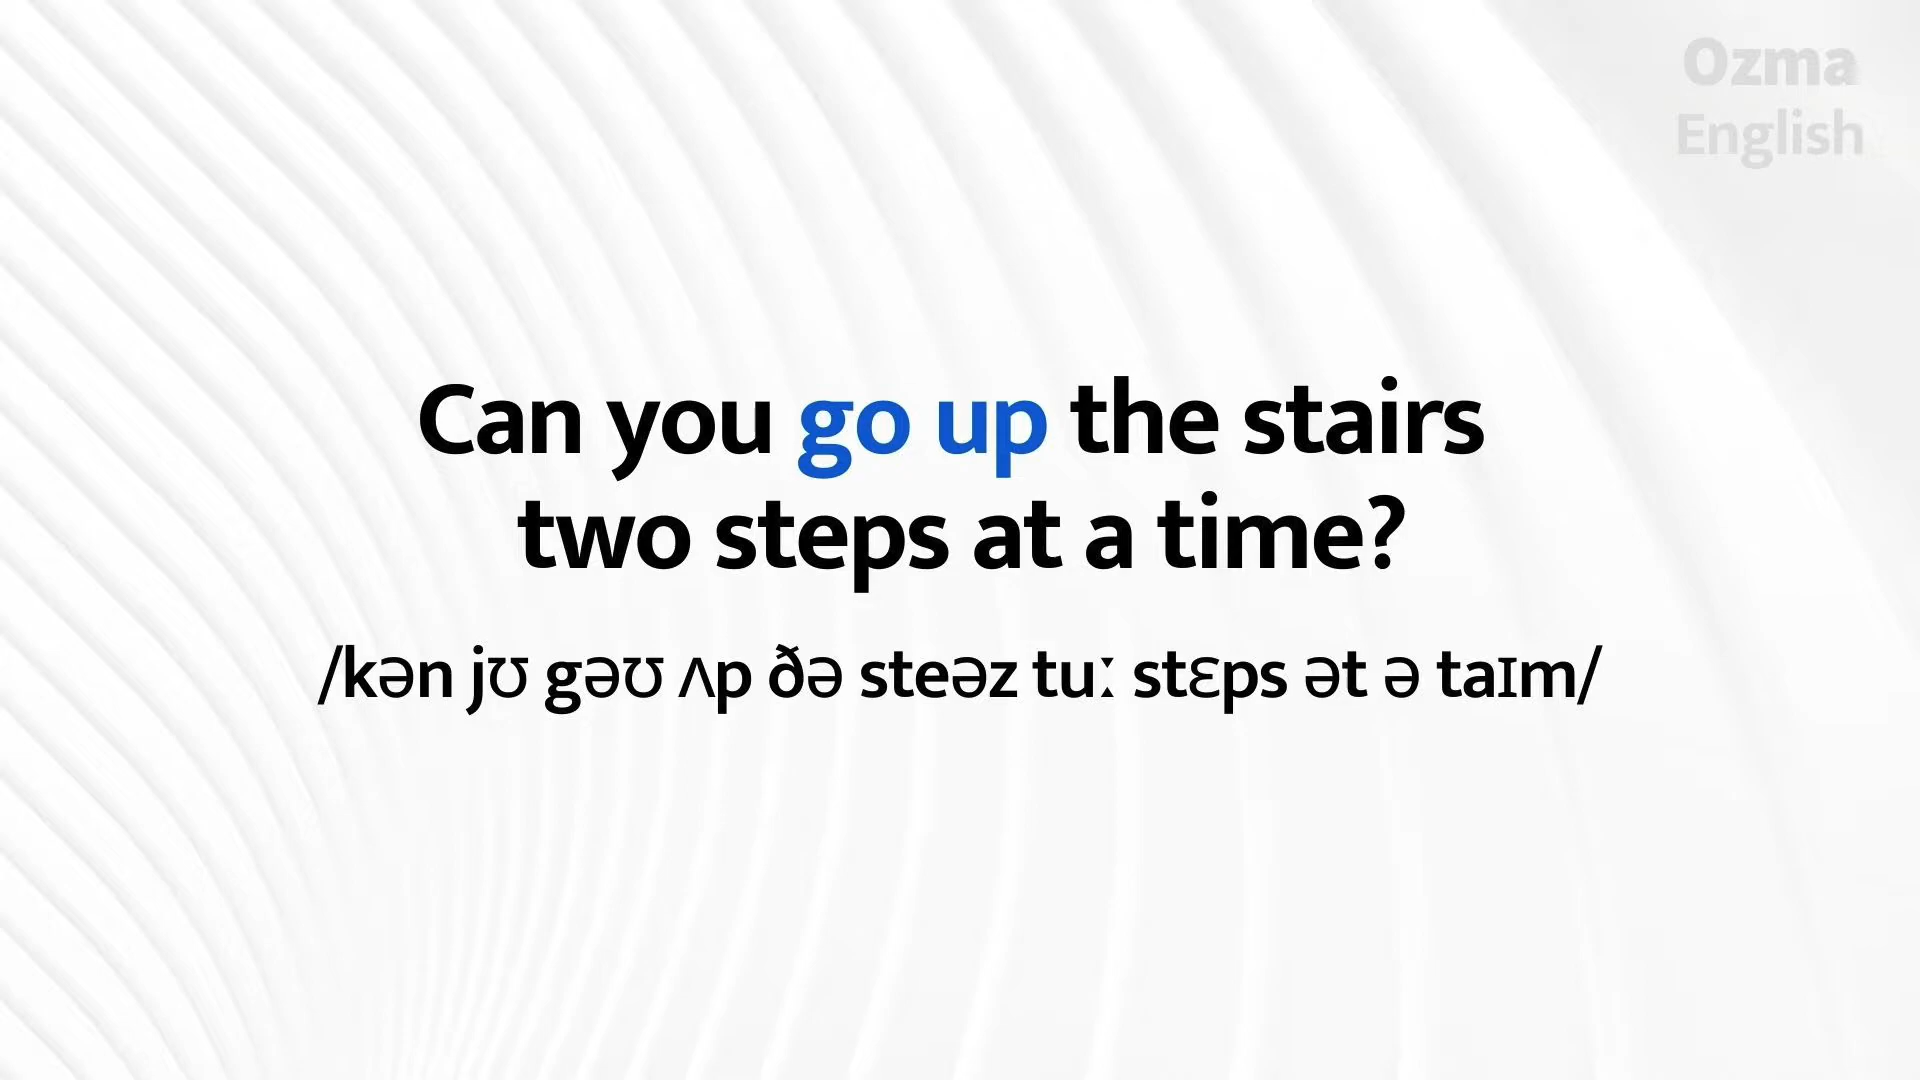 Ozma
English
Can you go up the stairs
two steps at a time?
/kən jʊ gəʊ ʌp ðə steəz tuː stɛps ət ə taɪm/